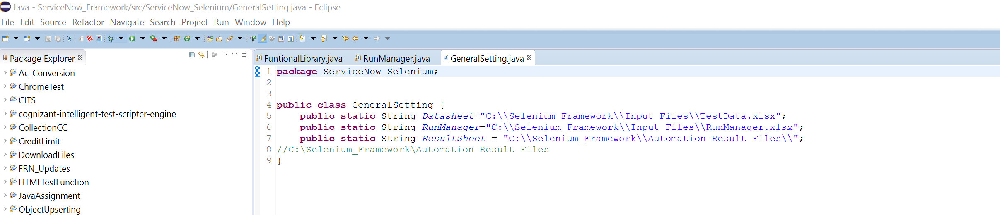 Java - ServiceNow_Framework/src/ServiceNow_Selenium/GeneralSetting.java - Eclipse
File Edit Source Refactor Navigate Search Project Run Window Help
Package Explorer
Ac_Conversion
ChromeTest
CITS
cognizant-intelligent-test-scripter-engine
CollectionCC
CreditLimit
DownloadFiles
FRN_Updates
HTMLTestFunction
JavaAssignment
ObjectUpserting
FuntionalLibrary.java RunManager.java GeneralSetting.java
1 package ServiceNow_Selenium;
2
3
4 public class GeneralSetting {
5 public static String Datasheet="C:\\Selenium_Framework\\Input Files\\TestData.xlsx";
6 public static String RunManager="C:\\Selenium_Framework\\Input Files\\RunManager.xlsx";
7 public static String ResultSheet = "C:\\Selenium_Framework\\Automation Result Files\\";
8 //C:\Selenium_Framework\Automation Result Files
9 }